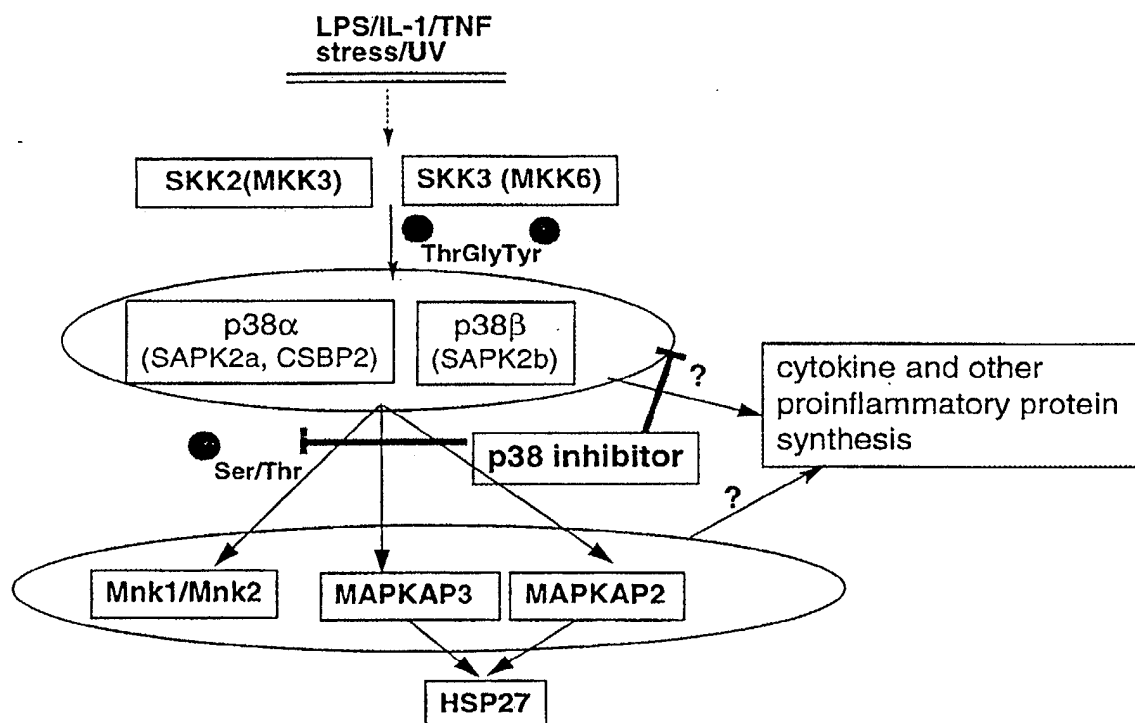 LPS/IL-1/TNF
stress/UV
SKK2(MKK3)
SKK3 (MKK6)
ThrGlyTyr
p38α
(SAPK2a, CSBP2)
p38β
(SAPK2b)
?
cytokine and other
proinflammatory protein
synthesis
Ser/Thr
p38 inhibitor
?
Mnk1/Mnk2
MAPKAP3
MAPKAP2
HSP27